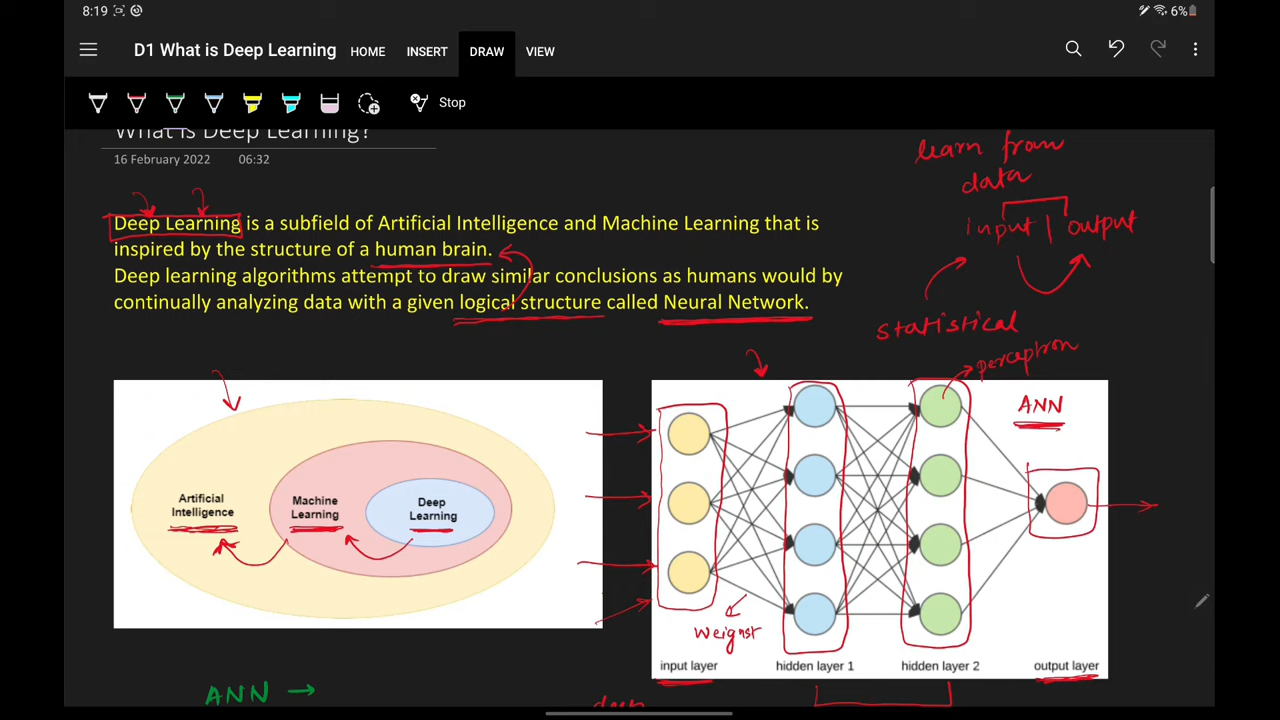 8:19
6%
D1 What is Deep Learning
HOME
INSERT
DRAW
VIEW
Stop
What is Deep Learning?
16 February 2022 06:32
Deep Learning is a subfield of Artificial Intelligence and Machine Learning that is
inspired by the structure of a human brain.
Deep learning algorithms attempt to draw similar conclusions as humans would by
continually analyzing data with a given logical structure called Neural Network.
learn from
data
input | output
statistical
perceptron
Artificial
Intelligence
Machine
Learning
Deep
Learning
ANN
weignst
input layer
hidden layer 1
hidden layer 2
output layer
ANN →
deep